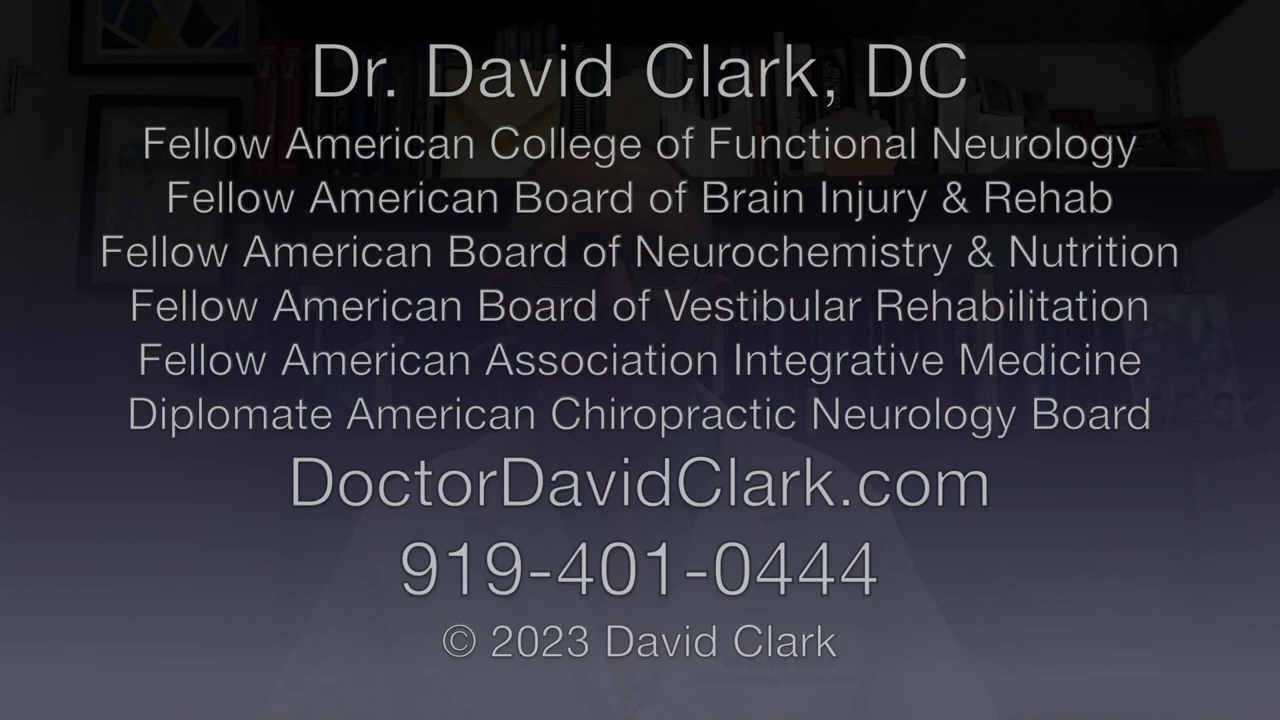 Dr. David Clark, DC
Fellow American College of Functional Neurology
Fellow American Board of Brain Injury & Rehab
Fellow American Board of Neurochemistry & Nutrition
Fellow American Board of Vestibular Rehabilitation
Fellow American Association Integrative Medicine
Diplomate American Chiropractic Neurology Board
DoctorDavidClark.com
919-401-0444
© 2023 David Clark